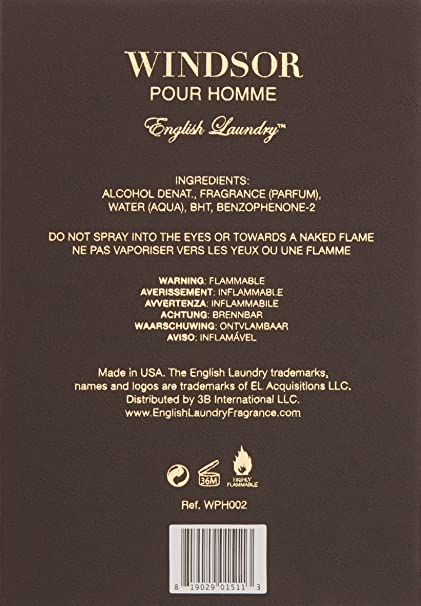 WINDSOR
POUR HOMME
English Laundry™
INGREDIENTS:
ALCOHOL DENAT., FRAGRANCE (PARFUM),
WATER (AQUA), BHT, BENZOPHENONE-2
DO NOT SPRAY INTO THE EYES OR TOWARDS A NAKED FLAME
NE PAS VAPORISER VERS LES YEUX OU UNE FLAMME
WARNING: FLAMMABLE
AVERISSEMENT: INFLAMMABLE
AVVERTENZA: INFLAMMABILE
ACHTUNG: BRENNBAR
WAARSCHUWING: ONTVLAMBAAR
AVISO: INFLAMÁVEL
Made in USA. The English Laundry trademarks,
names and logos are trademarks of EL Acquisitions LLC.
Distributed by 3B International LLC.
www.EnglishLaundryFragrance.com
36M
HIGHLY
FLAMMABLE
Ref. WPH002
8 19029 01511 3